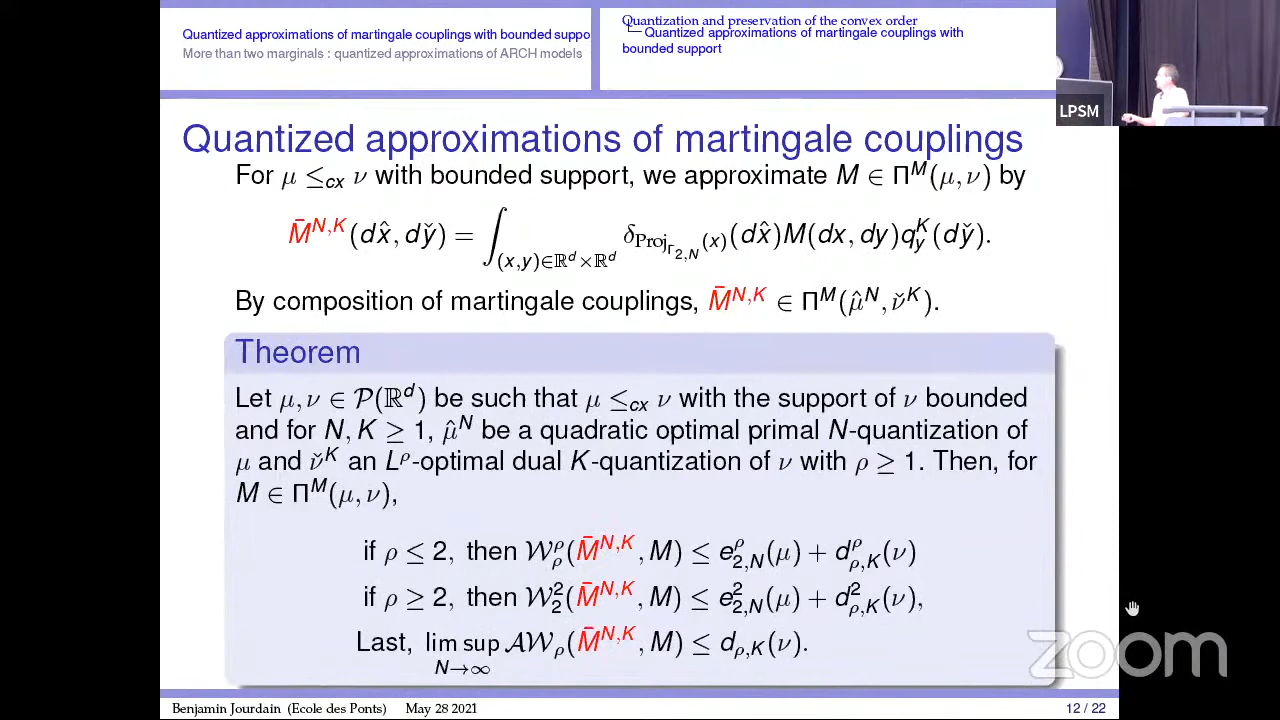 Quantized approximations of martingale couplings with bounded suppo
More than two marginals : quantized approximations of ARCH models
Quantization and preservation of the convex order
Quantized approximations of martingale couplings with
bounded support
LPSM
Quantized approximations of martingale couplings
For μ ≤_cx ν with bounded support, we approximate M ∈ Π^M(μ, ν) by
M̄^{N,K}(dx̂, dy̌) = ∫_{(x,y)∈ℝ^d×ℝ^d} δ_{Proj_{Γ_{2,N}}(x)}(dx̂)M(dx, dy)q_y^K(dy̌).
By composition of martingale couplings, M̄^{N,K} ∈ Π^M(μ̂^N, ν̌^K).
Theorem
Let μ, ν ∈ 𝒫(ℝ^d) be such that μ ≤_cx ν with the support of ν bounded
and for N, K ≥ 1, μ̂^N be a quadratic optimal primal N-quantization of
μ and ν̌^K an L^ρ-optimal dual K-quantization of ν with ρ ≥ 1. Then, for
M ∈ Π^M(μ, ν),
if ρ ≤ 2, then 𝒲_ρ^ρ(M̄^{N,K}, M) ≤ e_{2,N}^ρ(μ) + d_{ρ,K}^ρ(ν)
if ρ ≥ 2, then 𝒲_2^2(M̄^{N,K}, M) ≤ e_{2,N}^2(μ) + d_{ρ,K}^2(ν),
Last, lim sup_{N→∞} 𝒜𝒲_ρ(M̄^{N,K}, M) ≤ d_{ρ,K}(ν).
zoom
Benjamin Jourdain (Ecole des Ponts) May 28 2021 12 / 22